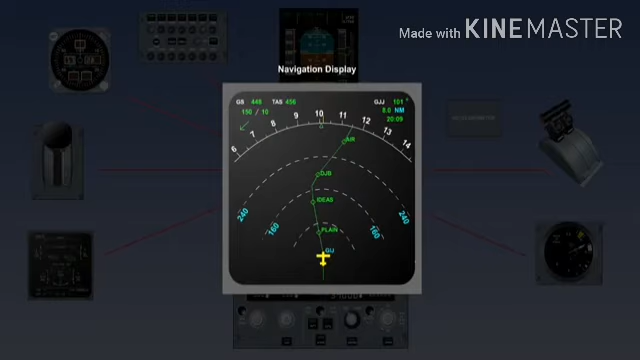 Made with KINEMASTER
Navigation Display
GS 448 TAS 456
150 / 10
GJJ 101°
8.0 NM
20:09
6 7 8 9 10 11 12 13 14
AIR
DJB
IDEAS
240 240
160 160
PLAIN
GIJ